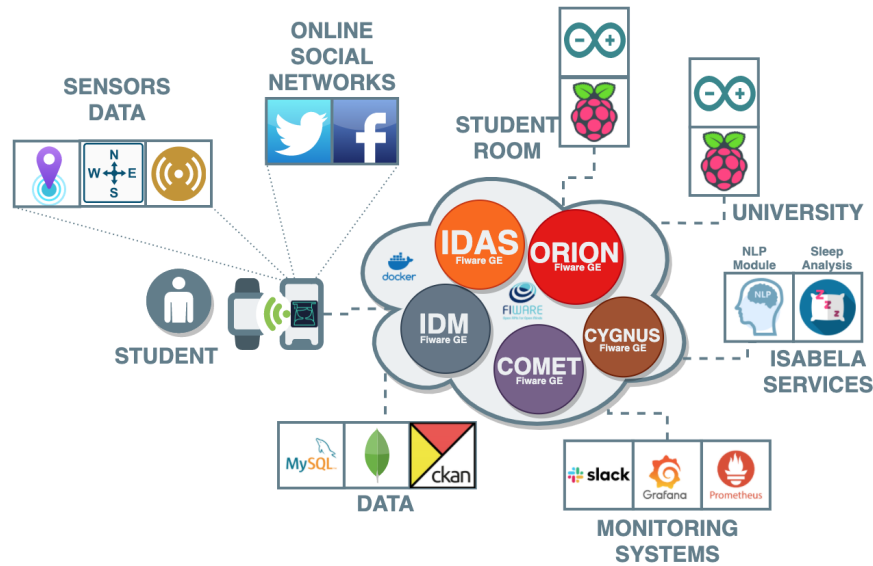 ONLINE
SOCIAL
NETWORKS
SENSORS
DATA
N
W E
S
STUDENT
ROOM
UNIVERSITY
IDAS
Fiware GE
ORION
Fiware GE
docker
FIWARE
IDM
Fiware GE
COMET
Fiware GE
CYGNUS
Fiware GE
NLP
Module
Sleep
Analysis
NLP
z
z
z
ISABELA
SERVICES
STUDENT
MySQL
ckan
DATA
slack
Grafana
Prometheus
MONITORING
SYSTEMS